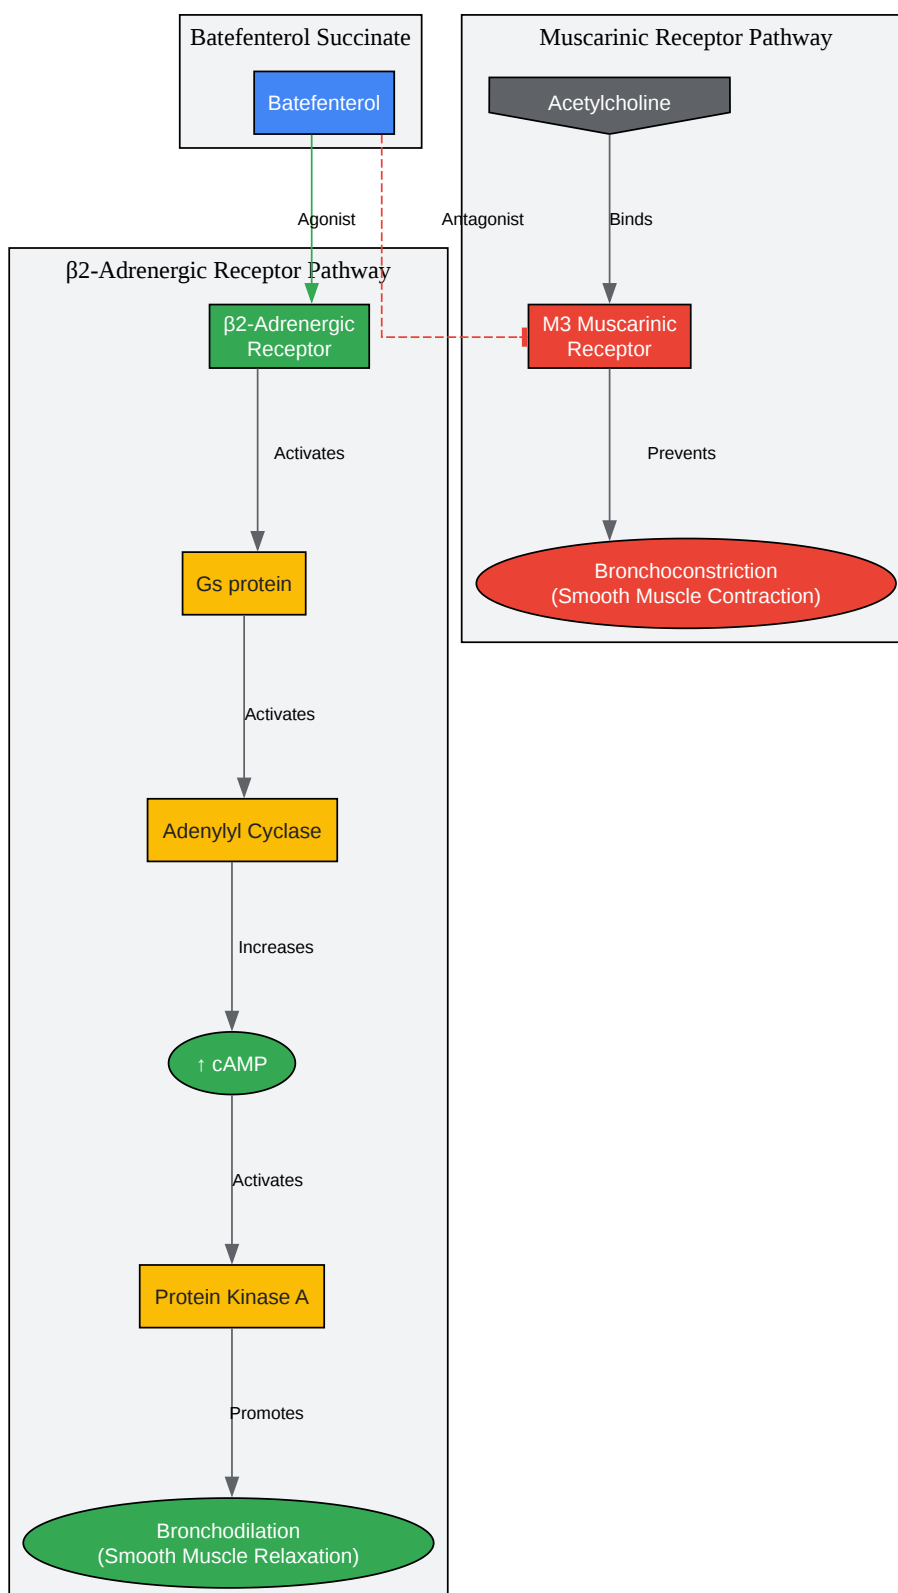 Batefenterol Succinate
Batefenterol
Muscarinic Receptor Pathway
Acetylcholine
Agonist
Antagonist
Binds
β2-Adrenergic Receptor Pathway
β2-Adrenergic
Receptor
M3 Muscarinic
Receptor
Activates
Prevents
Gs protein
Bronchoconstriction
(Smooth Muscle Contraction)
Activates
Adenylyl Cyclase
Increases
↑ cAMP
Activates
Protein Kinase A
Promotes
Bronchodilation
(Smooth Muscle Relaxation)